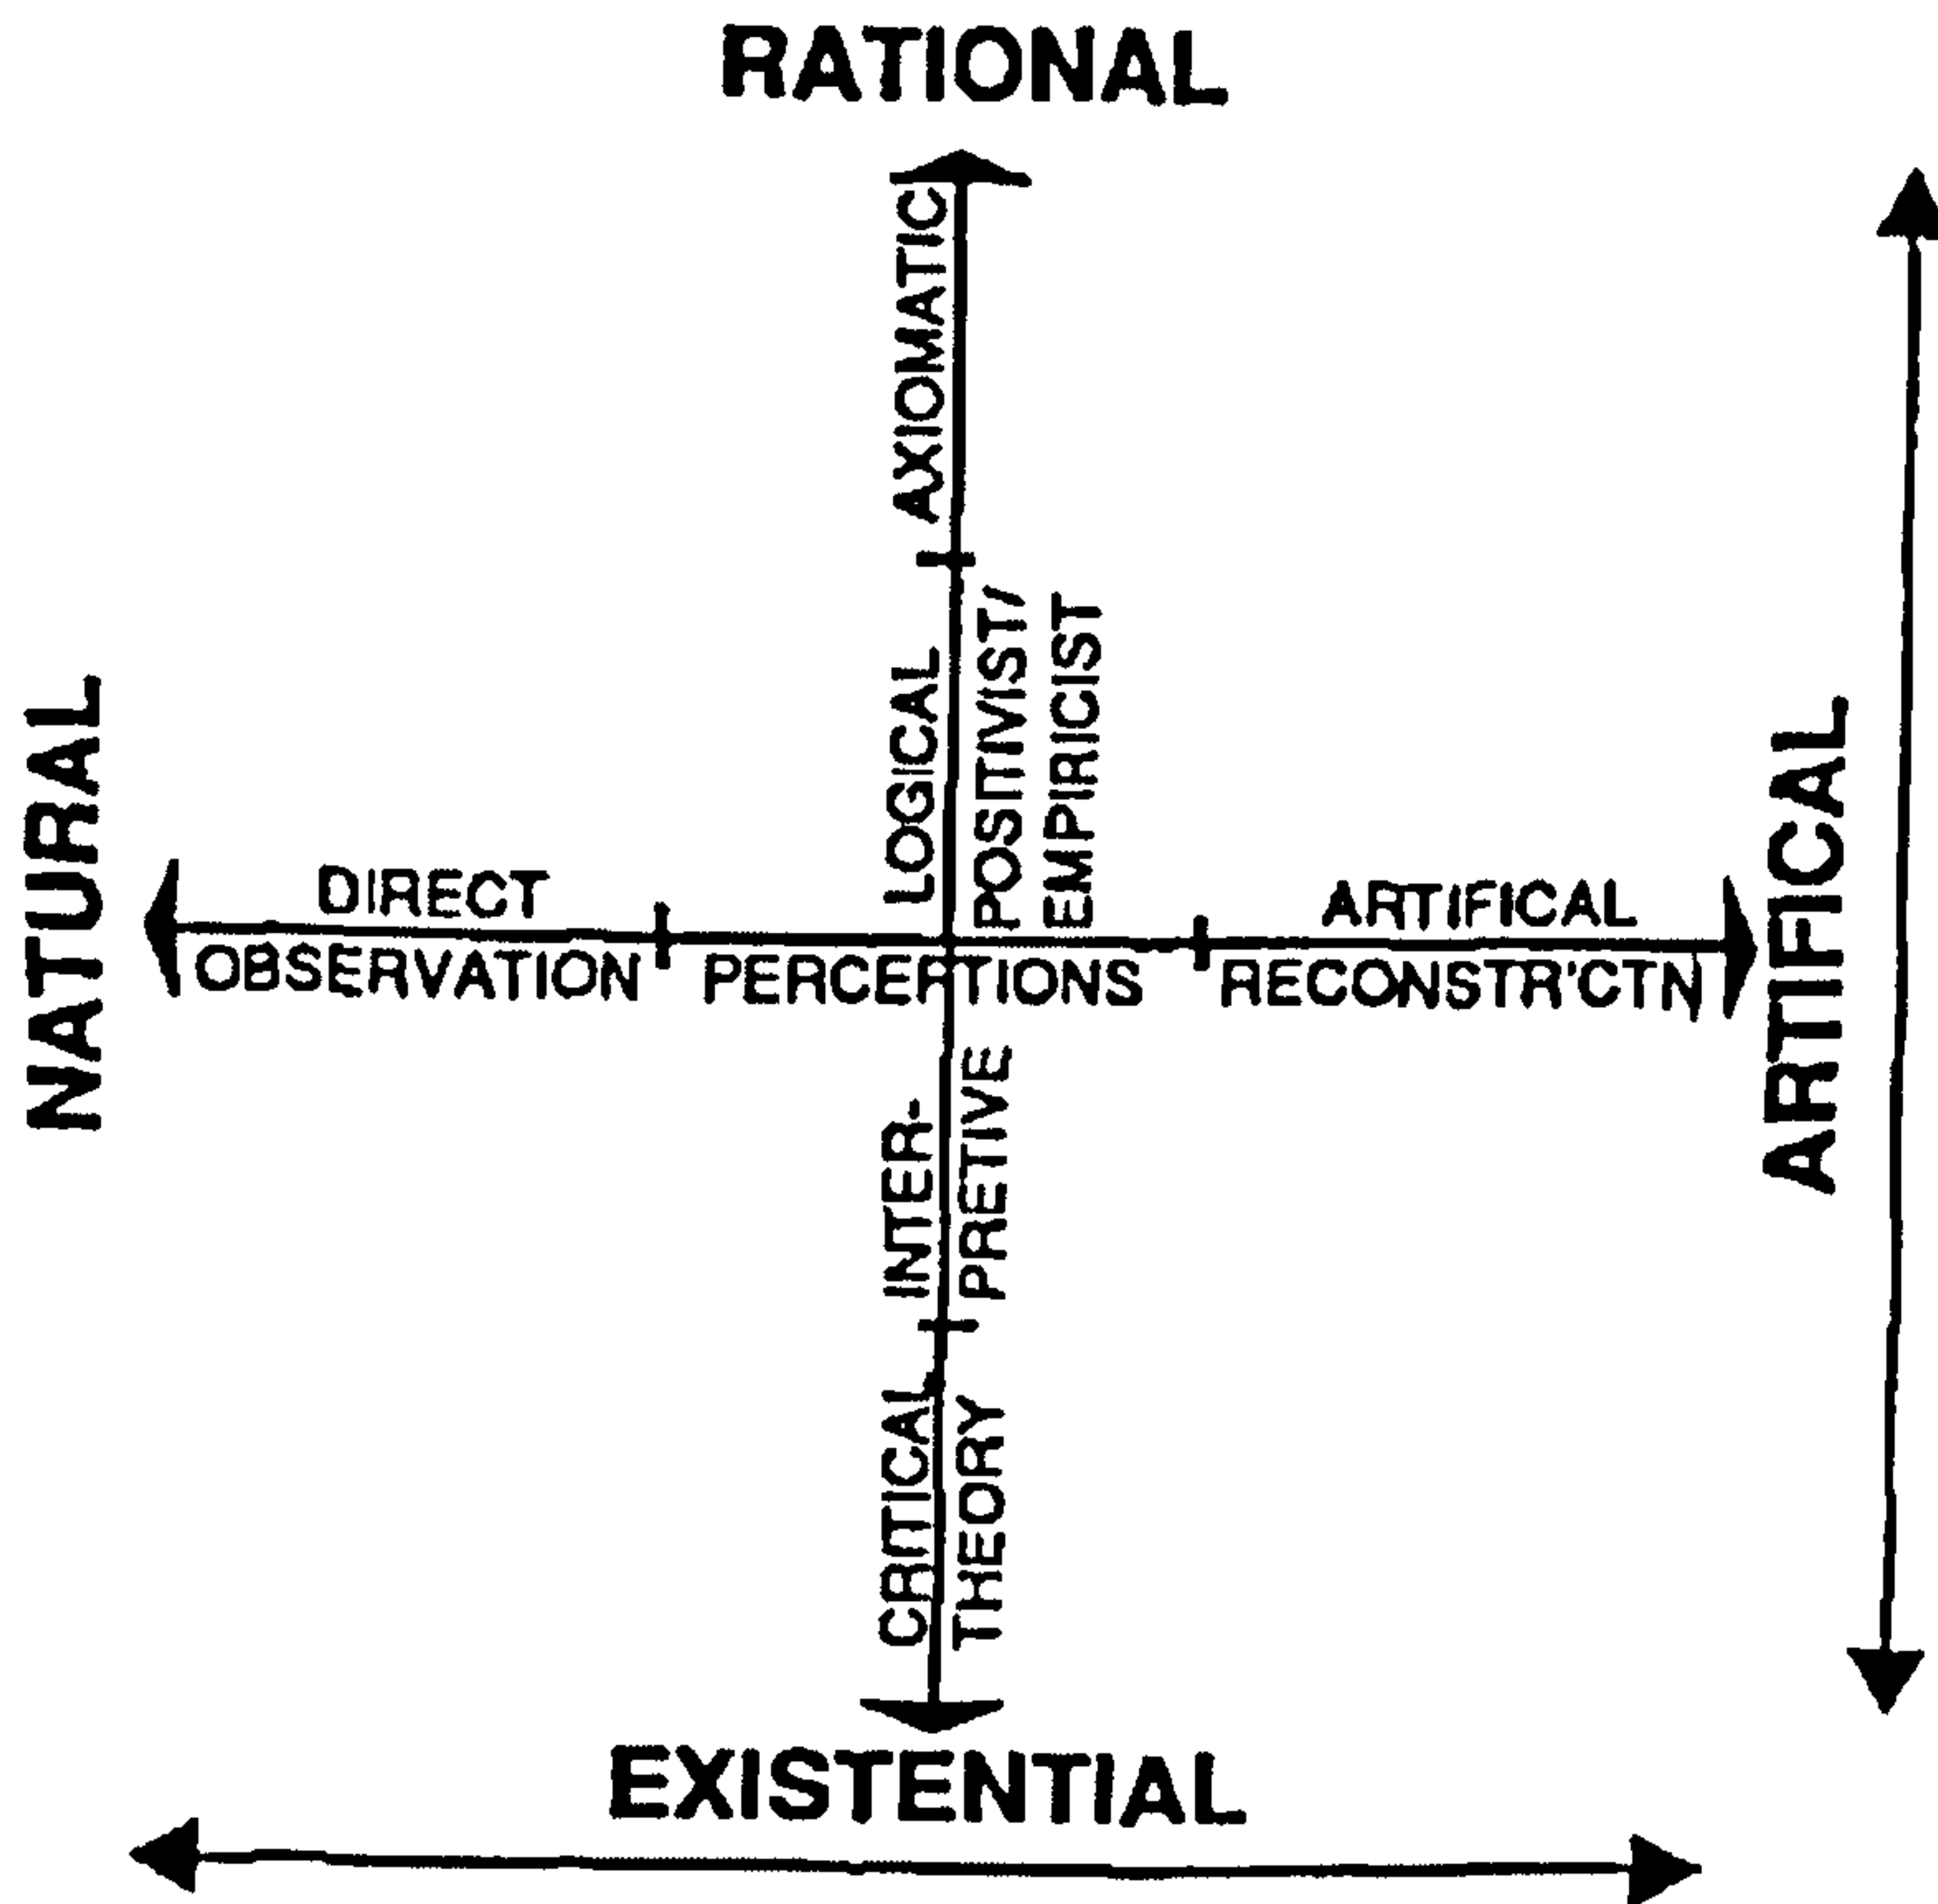 RATIONAL
AXIOMATIC
LOGICAL
POSITIVIST/
EMPIRICIST
NATURAL
DIRECT
OBSERVATION
PERCEPTIONS
ARTIFICAL
RECONSTR'CTN
ARTIFICAL
INTER-
PRETIVE
CRITICAL
THEORY
EXISTENTIAL